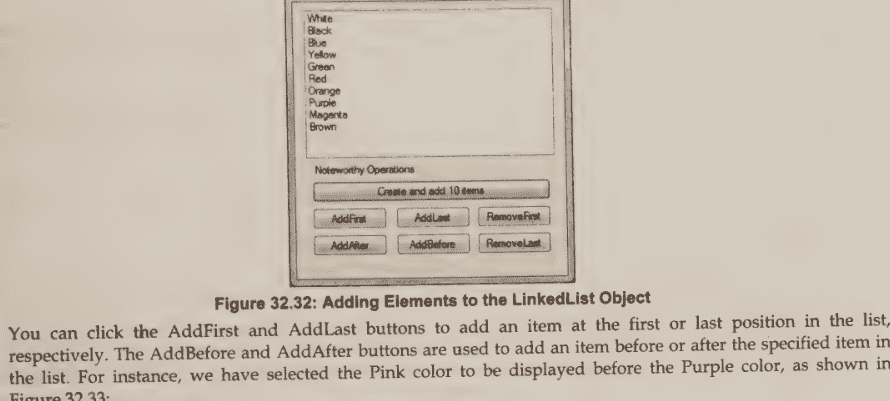 White
Black
Blue
Yellow
Green
Red
Orange
Purple
Magenta
Brown
Noteworthy Operations
Create and add 10 items
AddFirst AddLast RemoveFirst
AddAfter AddBefore RemoveLast
Figure 32.32: Adding Elements to the LinkedList Object
You can click the AddFirst and AddLast buttons to add an item at the first or last position in the list,
respectively. The AddBefore and AddAfter buttons are used to add an item before or after the specified item in
the list. For instance, we have selected the Pink color to be displayed before the Purple color, as shown in
Figure 32.33: